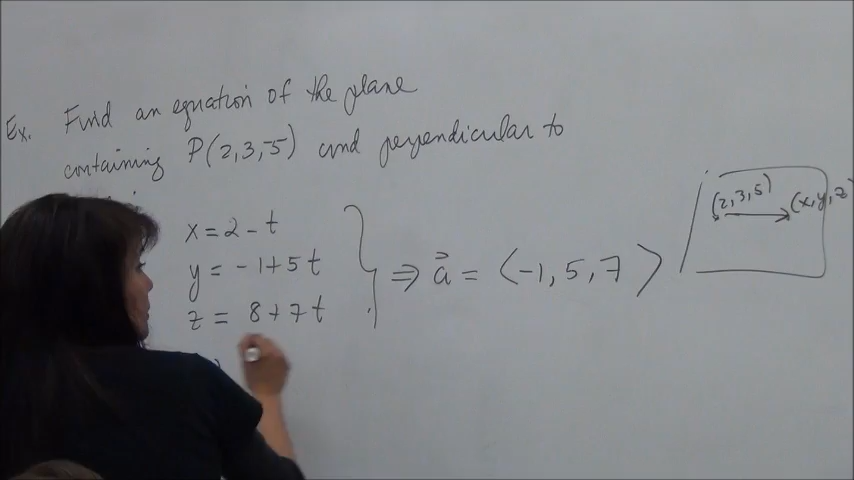 Ex. Find an equation of the plane
containing P(2,3,-5) and perpendicular to
x = 2 - t
y = -1+5t
z = 8+7t
⇒ a⃗ = ⟨-1, 5, 7⟩
(2,3,5) (x,y,z)